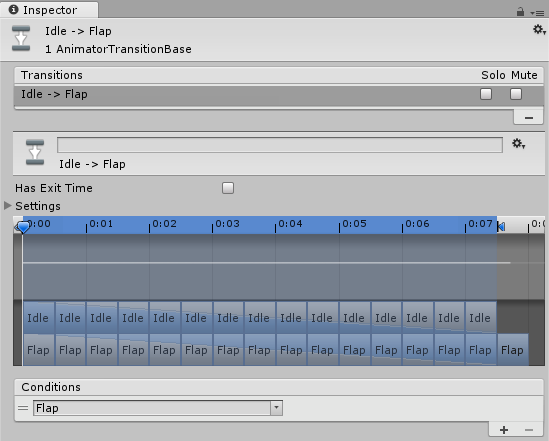 Inspector
Idle -> Flap
1 AnimatorTransitionBase
Transitions Solo Mute
Idle -> Flap
Idle -> Flap
Has Exit Time
Settings
0:00 0:01 0:02 0:03 0:04 0:05 0:06 0:07
Idle Idle Idle Idle Idle Idle Idle Idle Idle Idle Idle Idle Idle Idle Idle
Flap Flap Flap Flap Flap Flap Flap Flap Flap Flap Flap Flap Flap Flap Flap Flap
Conditions
Flap